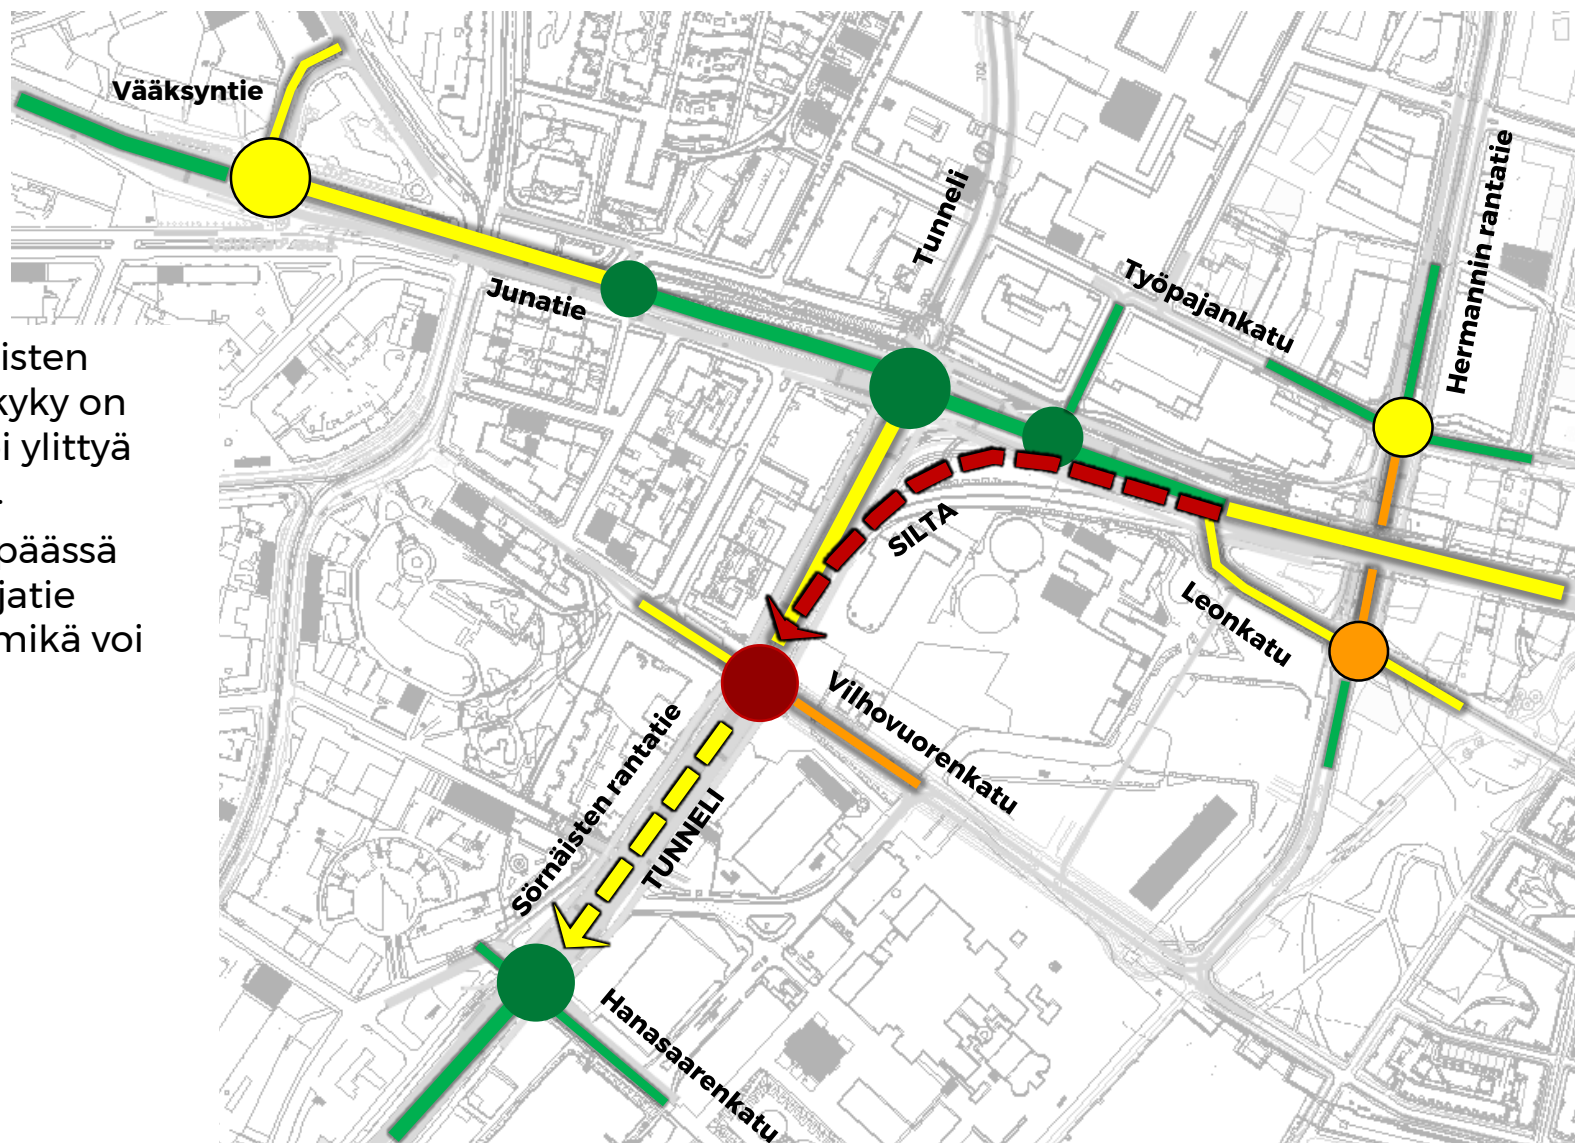 Vääksyntie
Junatie
Tunneli
Työpajankatu
Hermannin rantatie
isten
kyky on
i ylittyä
.
päässä
jatie
mikä voi
SILTA
Leonkatu
Vilhovuorenkatu
Sörnäisten rantatie
TUNNELI
Hanasaarenkatu